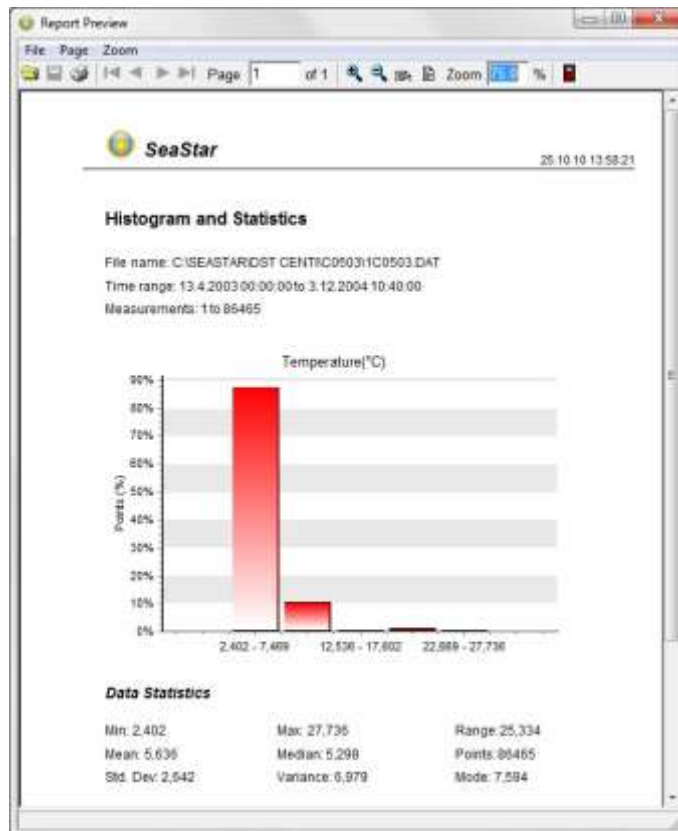 Report Preview
File Page Zoom
Page 1 of 1 Zoom %
SeaStar
25.10.10 13:58:21
Histogram and Statistics
File name: C:\SEASTAR\DST CENTI\C0503\1C0503.DAT
Time range: 13.4.2003 00:00:00 to 3.12.2004 10:40:00
Measurements: 1 to 86465
Temperature(°C)
90%
80%
70%
60%
50%
40%
30%
20%
10%
0%
Points (%)
2,402 - 7,469 12,536 - 17,602 22,669 - 27,736
Data Statistics
Min: 2,402 Max: 27,736 Range: 25,334
Mean: 5,636 Median: 5,298 Points: 86465
Std. Dev: 2,642 Variance: 6,979 Mode: 7,594